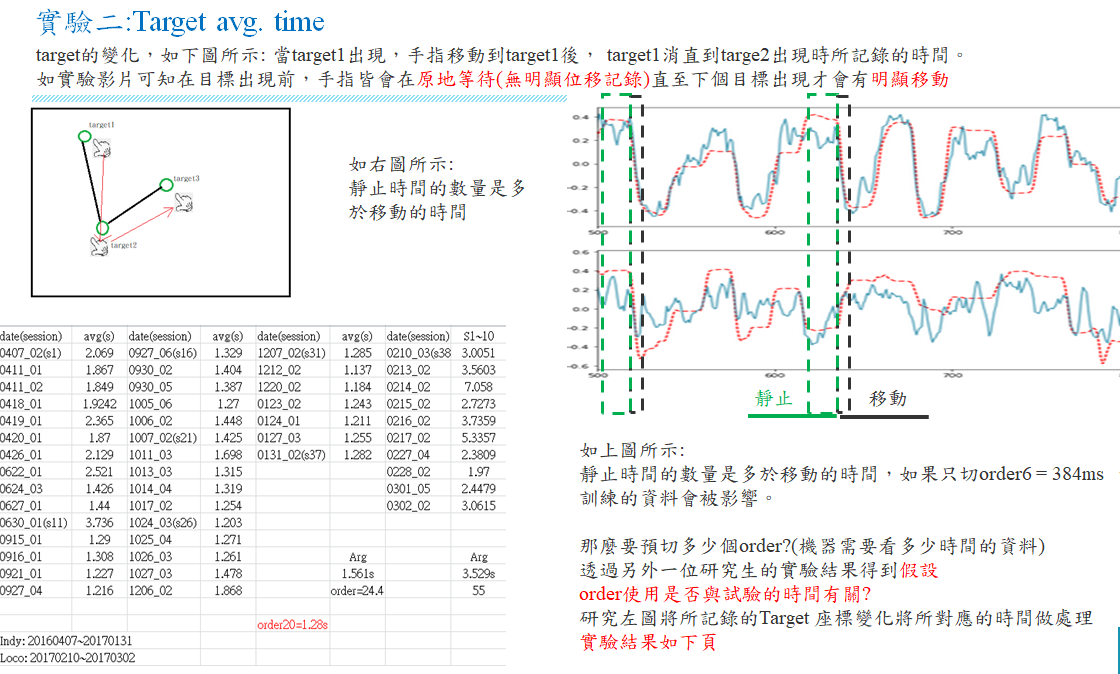 實驗二:Target avg. time
target的變化，如下圖所示: 當target1出現，手指移動到target1後， target1消直到targe2出現時所記錄的時間。
如實驗影片可知在目標出現前，手指皆會在原地等待(無明顯位移記錄)直至下個目標出現才會有明顯移動
target1
target3
target2
如右圖所示:
靜止時間的數量是多
於移動的時間
0.4
0.2
0.0
-0.2
-0.4
500 600 700
0.6
0.4
0.2
0.0
-0.2
-0.4
-0.6
500 600 700
靜止 移動
date(session) avg(s) date(session) avg(s) date(session) avg(s) date(session) S1~10
0407_02(s1) 2.069 0927_06(s16) 1.329 1207_02(s31) 1.285 0210_03(s38 3.0051
0411_01 1.867 0930_02 1.404 1212_02 1.137 0213_02 3.5603
0411_02 1.849 0930_05 1.387 1220_02 1.184 0214_02 7.058
0418_01 1.9242 1005_06 1.27 0123_02 1.243 0215_02 2.7273
0419_01 2.365 1006_02 1.448 0124_01 1.211 0216_02 3.7359
0420_01 1.87 1007_02(s21) 1.425 0127_03 1.255 0217_02 5.3357
0426_01 2.129 1011_03 1.698 0131_02(s37) 1.282 0227_04 2.3809
0622_01 2.521 1013_03 1.315 0228_02 1.97
0624_03 1.426 1014_04 1.319 0301_05 2.4479
0627_01 1.44 1017_02 1.254 0302_02 3.0615
0630_01(s11) 3.736 1024_03(s26) 1.203
0915_01 1.29 1025_04 1.271
0916_01 1.308 1026_03 1.261 Arg Arg
0921_01 1.227 1027_03 1.478 1.561s 3.529s
0927_04 1.216 1206_02 1.868 order=24.4 55
order20=1.28s
Indy: 20160407~20170131
Loco: 20170210~20170302
如上圖所示:
靜止時間的數量是多於移動的時間，如果只切order6 = 384ms
訓練的資料會被影響。
那麼要預切多少個order?(機器需要看多少時間的資料)
透過另外一位研究生的實驗結果得到假設
order使用是否與試驗的時間有關?
研究左圖將所記錄的Target 座標變化將所對應的時間做處理
實驗結果如下頁